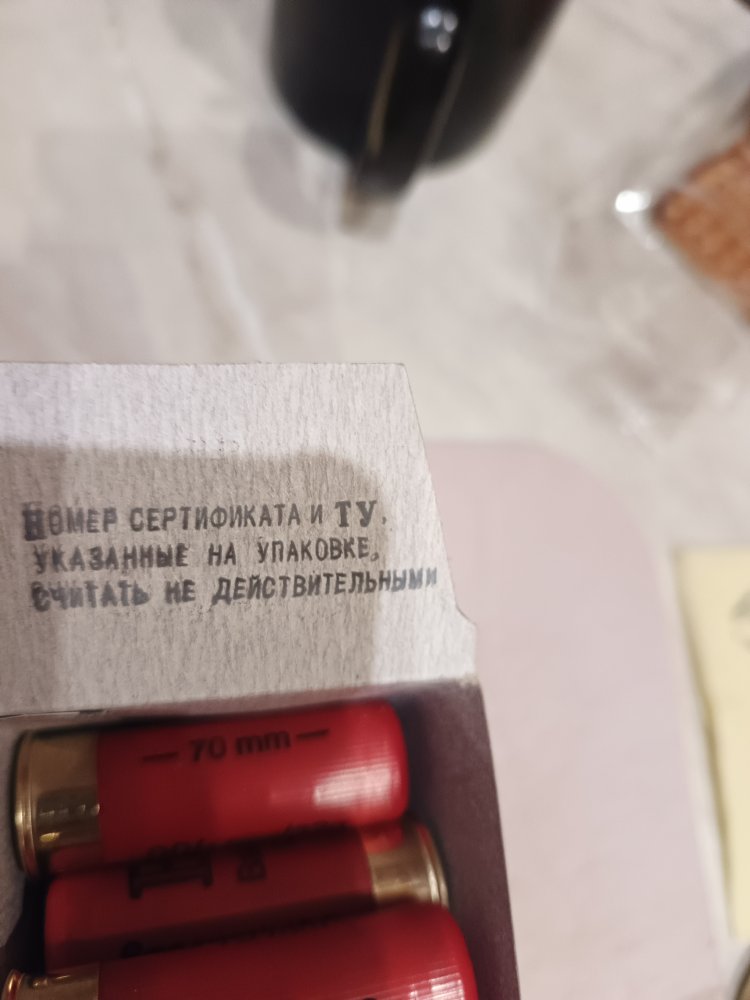 НОМЕР СЕРТИФИКАТА И ТУ,
УКАЗАННЫЕ НА УПАКОВКЕ,
СЧИТАТЬ НЕ ДЕЙСТВИТЕЛЬНЫМИ
— 70 mm —